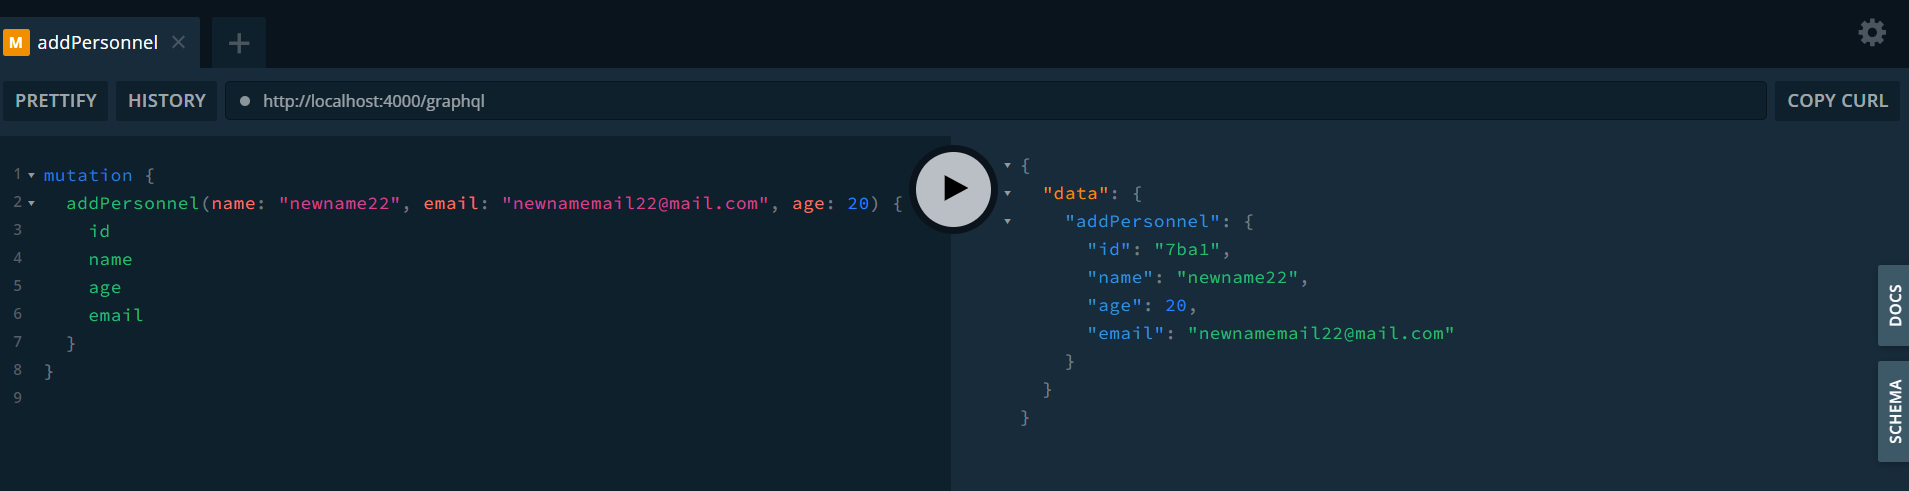 M addPersonnel
PRETTIFY HISTORY http://localhost:4000/graphql COPY CURL
1 mutation {
2 addPersonnel(name: "newname22", email: "newnamemail22@mail.com", age: 20) {
3 id
4 name
5 age
6 email
7 }
8 }
9
{
"data": {
"addPersonnel": {
"id": "7ba1",
"name": "newname22",
"age": 20,
"email": "newnamemail22@mail.com"
}
}
}
DOCS
SCHEMA